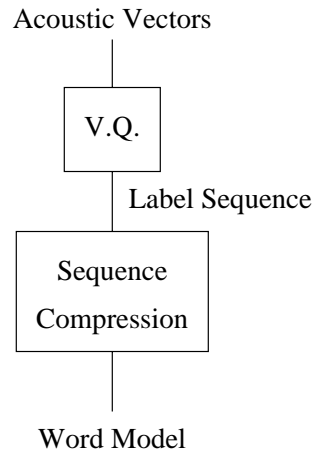 Acoustic Vectors
V.Q.
Label Sequence
Sequence
Compression
Word Model